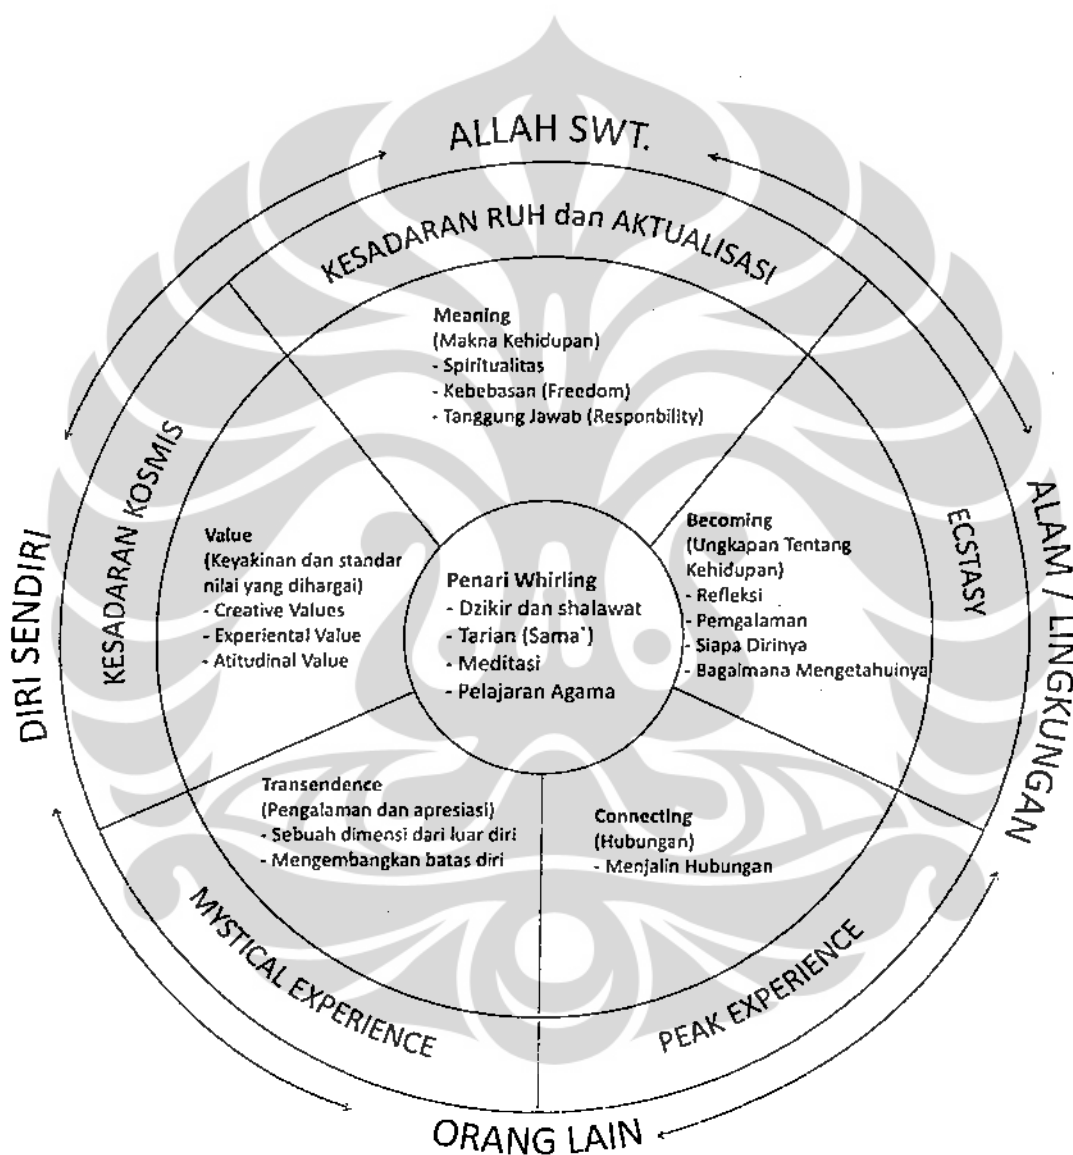 ALLAH SWT.
KESADARAN RUH dan AKTUALISASI
Meaning
(Makna Kehidupan)
- Spiritualitas
- Kebebasan (Freedom)
- Tanggung Jawab (Responbility)
DIRI SENDIRI
KESADARAN KOSMIS
Value
(Keyakinan dan standar
nilai yang dihargai)
- Creative Values
- Experiental Value
- Atitudinal Value
Penari Whirling
- Dzikir dan shalawat
- Tarian (Sama`)
- Meditasi
- Pelajaran Agama
Becoming
(Ungkapan Tentang
Kehidupan)
- Refleksi
- Pemgalaman
- Siapa Dirinya
- Bagaimana Mengetahuinya
ECSTASY
ALAM / LINGKUNGAN
Transendence
(Pengalaman dan apresiasi)
- Sebuah dimensi dari luar diri
- Mengembangkan batas diri
Connecting
(Hubungan)
- Menjalin Hubungan
MYSTICAL EXPERIENCE
PEAK EXPERIENCE
ORANG LAIN